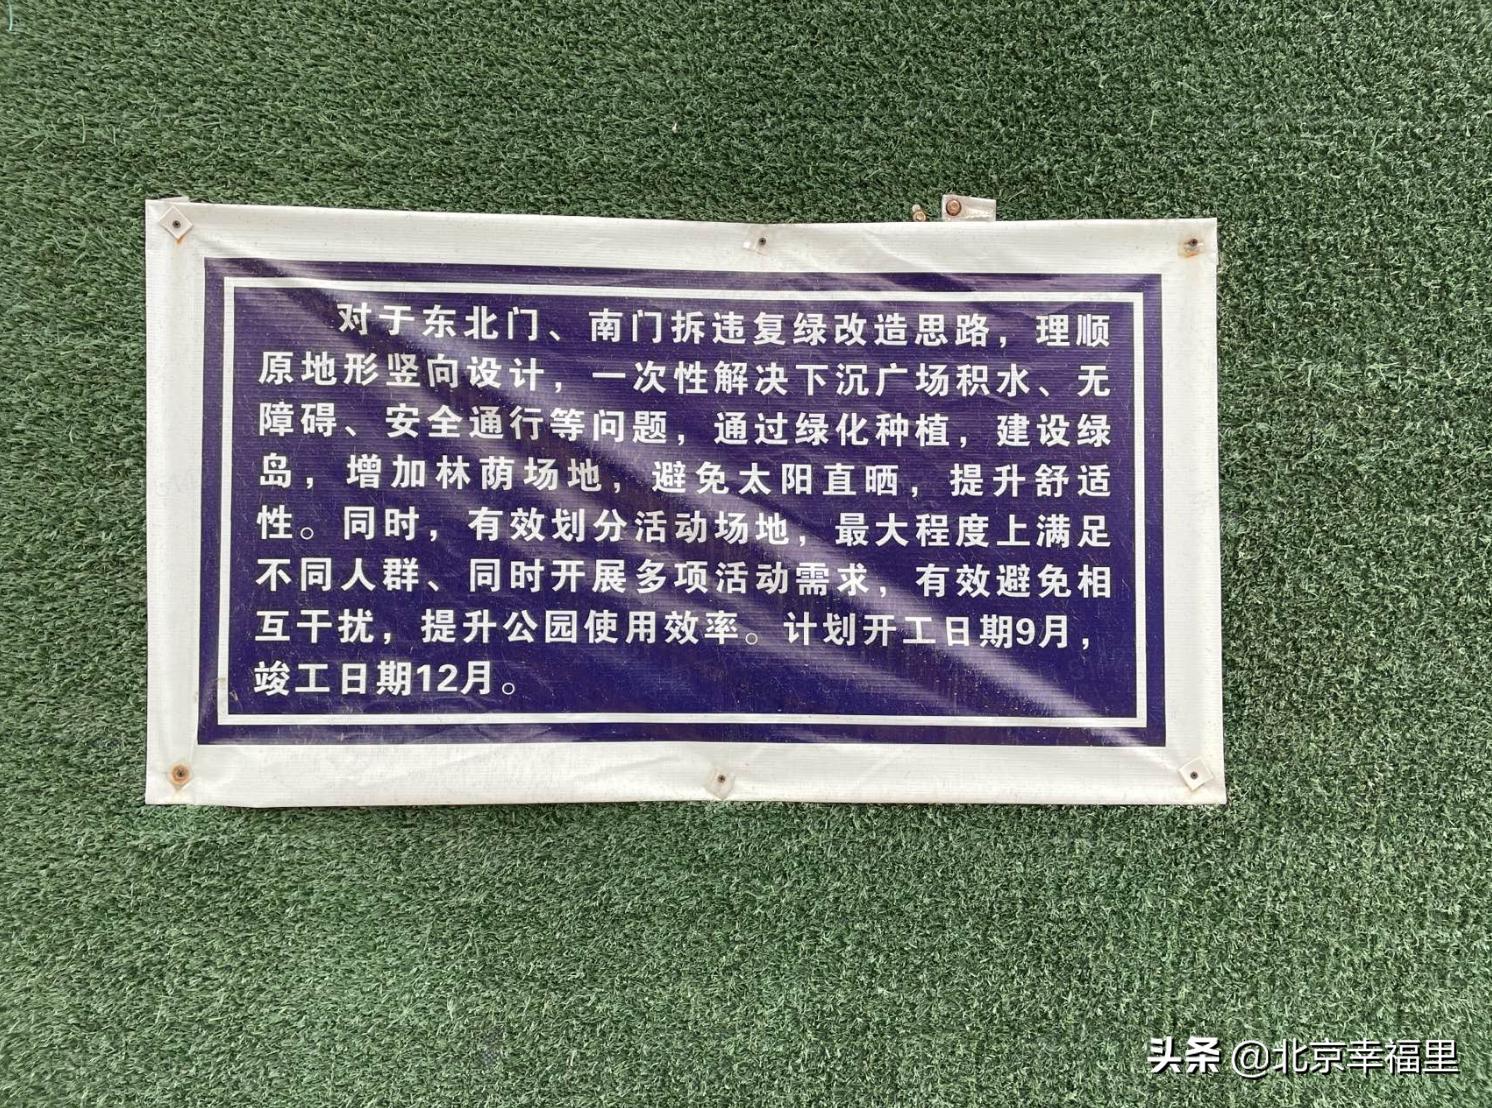 对于东北门、南门拆违复绿改造思路，理顺
原地形竖向设计，一次性解决下沉广场积水、无
障碍、安全通行等问题，通过绿化种植，建设绿
岛，增加林荫场地，避免太阳直晒，提升舒适
性。同时，有效划分活动场地，最大程度上满足
不同人群、同时开展多项活动需求，有效避免相
互干扰，提升公园使用效率。计划开工日期9月，
竣工日期12月。
头条 @北京幸福里